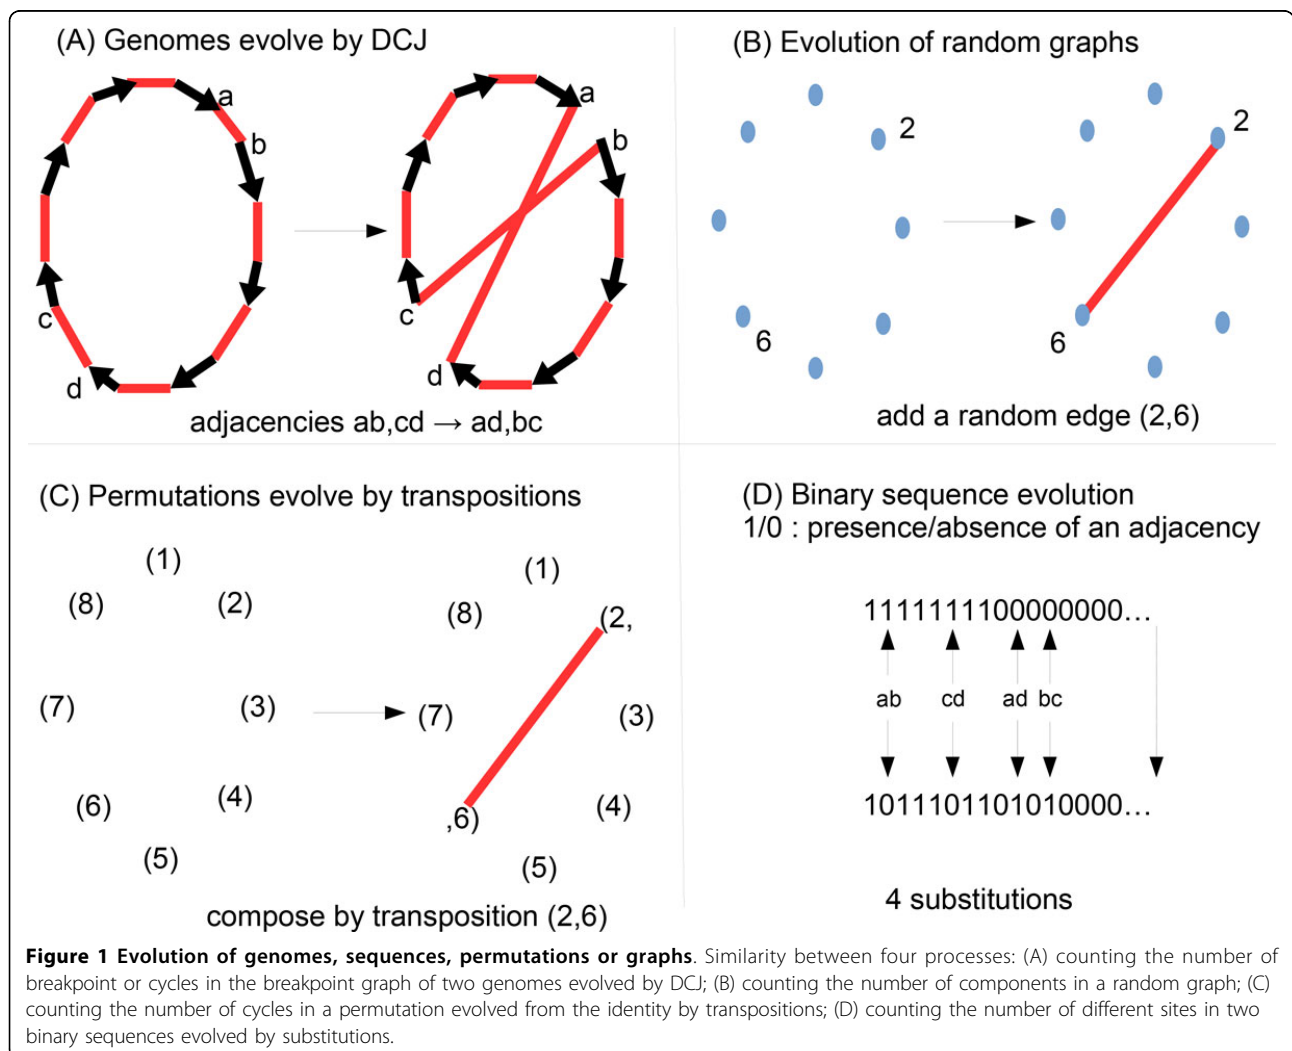 (A) Genomes evolve by DCJ
a
b
c
d
a
b
c
d
adjacencies ab,cd → ad,bc
(B) Evolution of random graphs
2
6
2
6
add a random edge (2,6)
(C) Permutations evolve by transpositions
(1)
(8)
(2)
(7)
(3)
(6)
(4)
(5)
(1)
(8)
(2,
(7)
(3)
,6)
(4)
(5)
compose by transposition (2,6)
(D) Binary sequence evolution
1/0 : presence/absence of an adjacency
1111111100000000…
ab cd ad bc
1011101101010000…
4 substitutions
Figure 1 Evolution of genomes, sequences, permutations or graphs. Similarity between four processes: (A) counting the number of
breakpoint or cycles in the breakpoint graph of two genomes evolved by DCJ; (B) counting the number of components in a random graph; (C)
counting the number of cycles in a permutation evolved from the identity by transpositions; (D) counting the number of different sites in two
binary sequences evolved by substitutions.